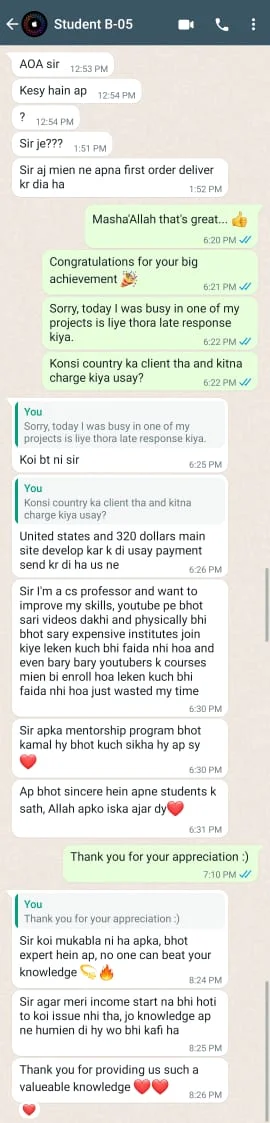 Student B-05
AOA sir 12:53 PM
Kesy hain ap 12:54 PM
? 12:54 PM
Sir je??? 1:51 PM
Sir aj mien ne apna first order deliver
kr dia ha
1:52 PM
Masha'Allah that's great... 👍
6:20 PM
Congratulations for your big
achievement 🎉
6:21 PM
Sorry, today I was busy in one of my
projects is liye thora late response
kiya.
6:22 PM
Konsi country ka client tha and kitna
charge kiya usay?
6:22 PM
You
Sorry, today I was busy in one of my
projects is liye thora late response kiya.
Koi bt ni sir
6:25 PM
You
Konsi country ka client tha and kitna
charge kiya usay?
United states and 320 dollars main
site develop kar k di usay payment
send kr di ha us ne
6:26 PM
Sir I'm a cs professor and want to
improve my skills, youtube pe bhot
sari videos dakhi and physically bhi
bhot sary expensive institutes join
kiye leken kuch bhi faida nhi hoa and
even bary bary youtubers k courses
mien bi enroll hoa leken kuch bhi
faida nhi hoa just wasted my time
6:30 PM
Sir apka mentorship program bhot
kamal hy bhot kuch sikha hy ap sy
❤️
6:30 PM
Ap bhot sincere hein apne students k
sath, Allah apko iska ajar dy❤️
6:31 PM
Thank you for your appreciation :)
7:10 PM
You
Thank you for your appreciation :)
Sir koi mukabla ni ha apka, bhot
expert hein ap, no one can beat your
knowledge 💫🔥
8:24 PM
Sir agar meri income start na bhi hoti
to koi issue nhi tha, jo knowledge ap
ne humien di hy wo bhi kafi ha
8:25 PM
Thank you for providing us such a
valueable knowledge ❤️❤️
8:26 PM
❤️